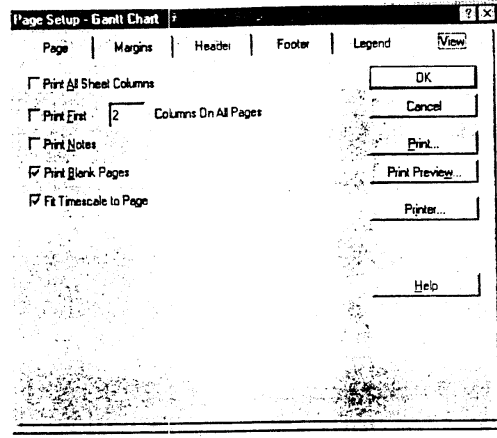 Page Setup - Gantt Chart
Page Margins Header Footer Legend View
Print All Sheet Columns
Print First 2 Columns On All Pages
Print Notes
Print Blank Pages
Fit Timescale to Page
OK
Cancel
Print...
Print Preview...
Printer...
Help